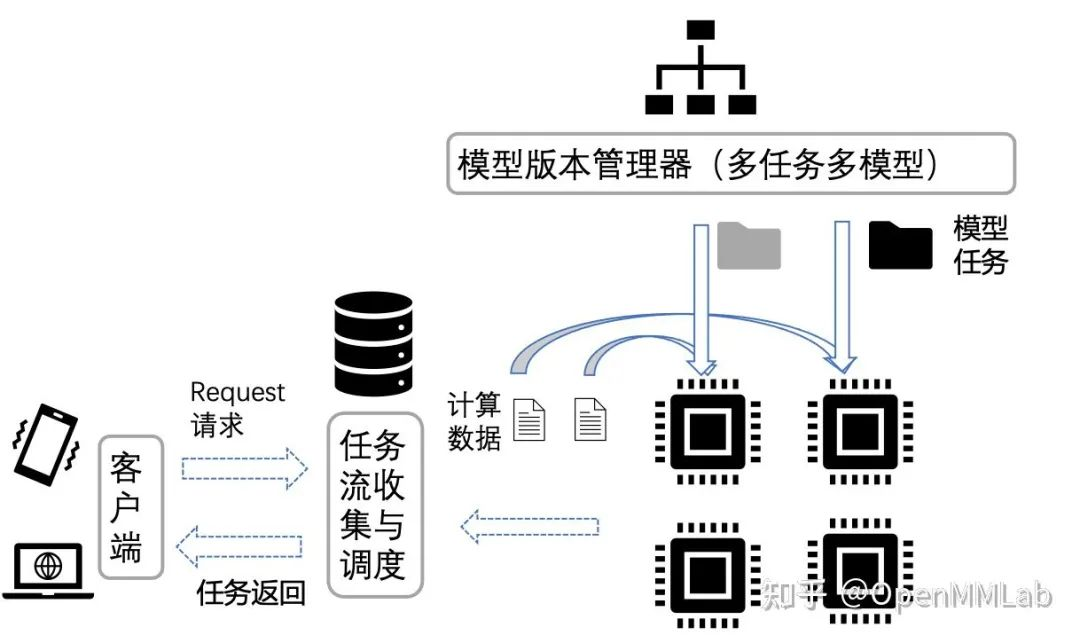 模型版本管理器（多任务多模型）
模型
任务
Request
请求
计算
数据
客
户
端
任务
流收
集与
调度
任务返回
知乎 @OpenMMLab